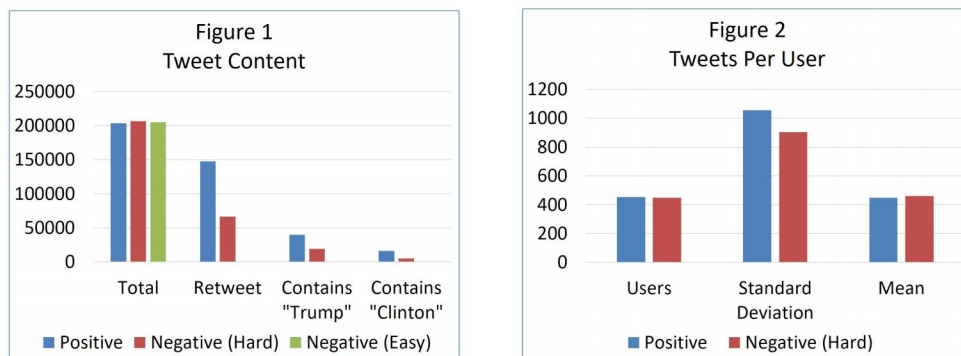 Figure 1
Tweet Content
250000
200000
150000
100000
50000
0
Total
Retweet
Contains
"Trump"
Contains
"Clinton"
Positive
Negative (Hard)
Negative (Easy)
Figure 2
Tweets Per User
1200
1000
800
600
400
200
0
Users
Standard
Deviation
Mean
Positive
Negative (Hard)